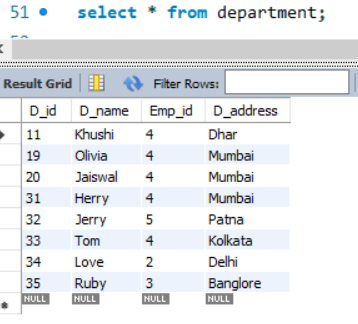 51 select * from department;
Result Grid Filter Rows:
D_id D_name Emp_id D_address
11 Khushi 4 Dhar
19 Olivia 4 Mumbai
20 Jaiswal 4 Mumbai
31 Herry 4 Mumbai
32 Jerry 5 Patna
33 Tom 4 Kolkata
34 Love 2 Delhi
35 Ruby 3 Banglore
NULL NULL NULL NULL